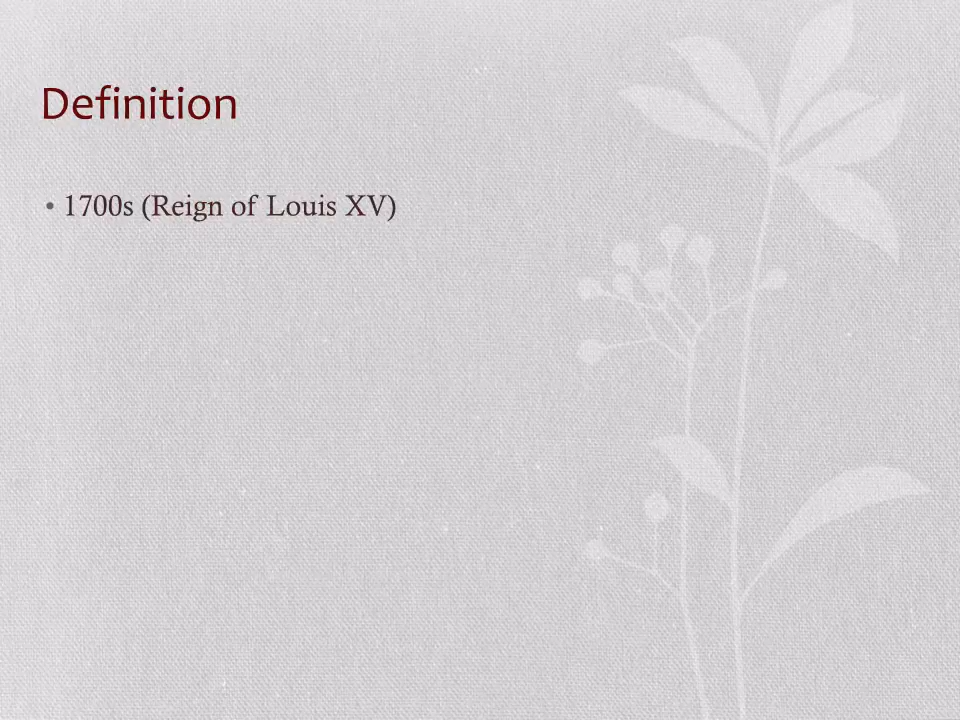 Definition
• 1700s (Reign of Louis XV)